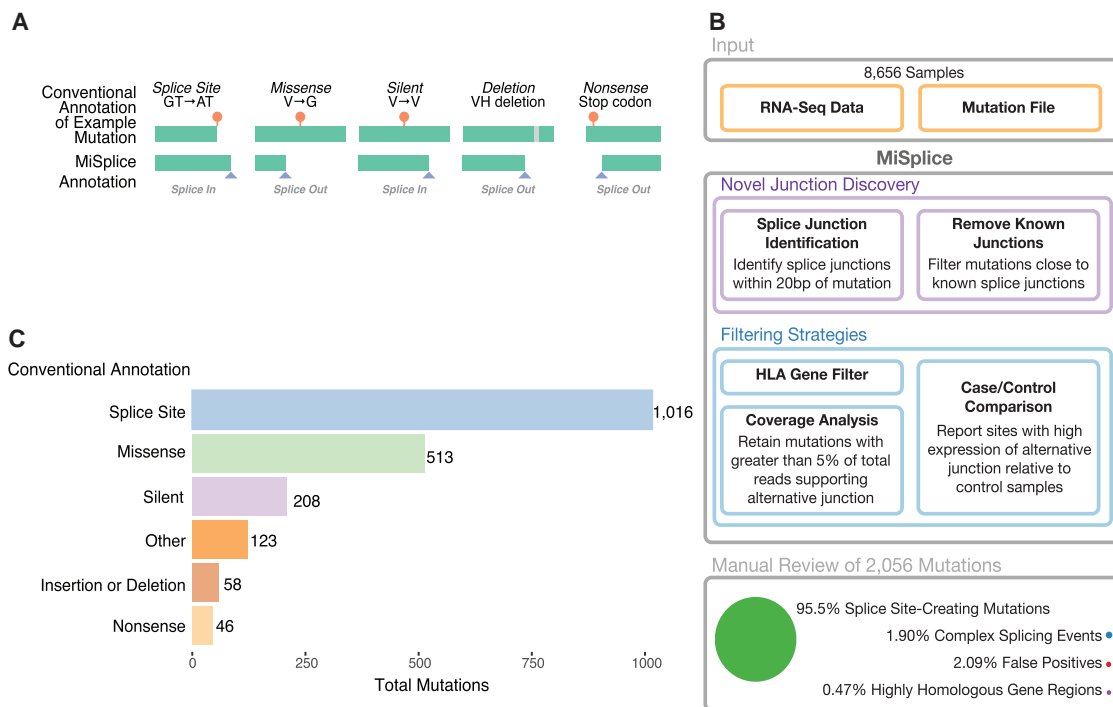 A
Conventional
Annotation
of Example
Mutation
Splice Site
GT→AT
Missense
V→G
Silent
V→V
Deletion
VH deletion
Nonsense
Stop codon
MiSplice
Annotation
Splice In
Splice Out
Splice In
Splice Out
Splice Out
B
Input
8,656 Samples
RNA-Seq Data
Mutation File
MiSplice
Novel Junction Discovery
Splice Junction
Identification
Identify splice junctions
within 20bp of mutation
Remove Known
Junctions
Filter mutations close to
known splice junctions
Filtering Strategies
HLA Gene Filter
Coverage Analysis
Retain mutations with
greater than 5% of total
reads supporting
alternative junction
Case/Control
Comparison
Report sites with high
expression of alternative
junction relative to
control samples
Manual Review of 2,056 Mutations
95.5% Splice Site-Creating Mutations
1.90% Complex Splicing Events
2.09% False Positives
0.47% Highly Homologous Gene Regions
C
Conventional Annotation
Splice Site 1,016
Missense 513
Silent 208
Other 123
Insertion or Deletion 58
Nonsense 46
0 250 500 750 1000
Total Mutations